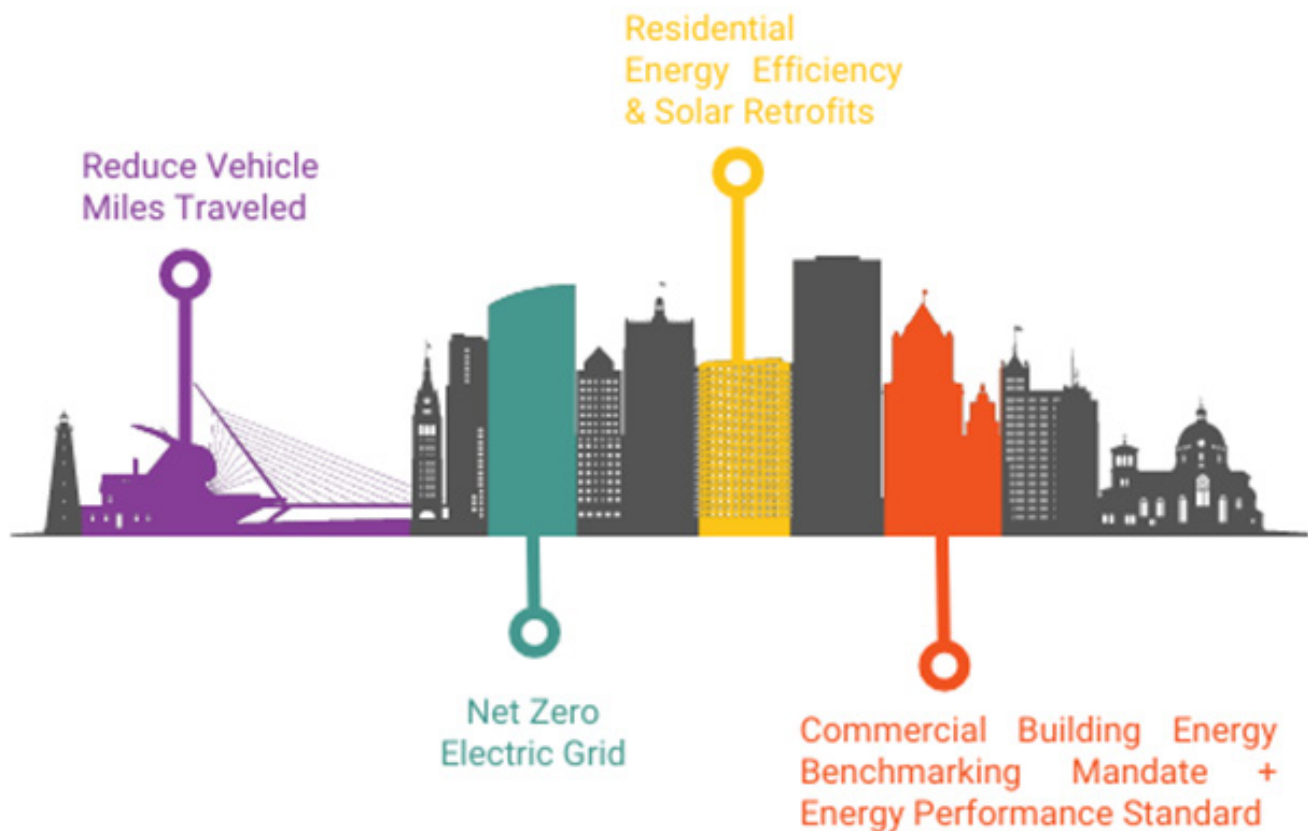 Residential
Energy Efficiency
& Solar Retrofits
Reduce Vehicle
Miles Traveled
Net Zero
Electric Grid
Commercial Building Energy
Benchmarking Mandate +
Energy Performance Standard